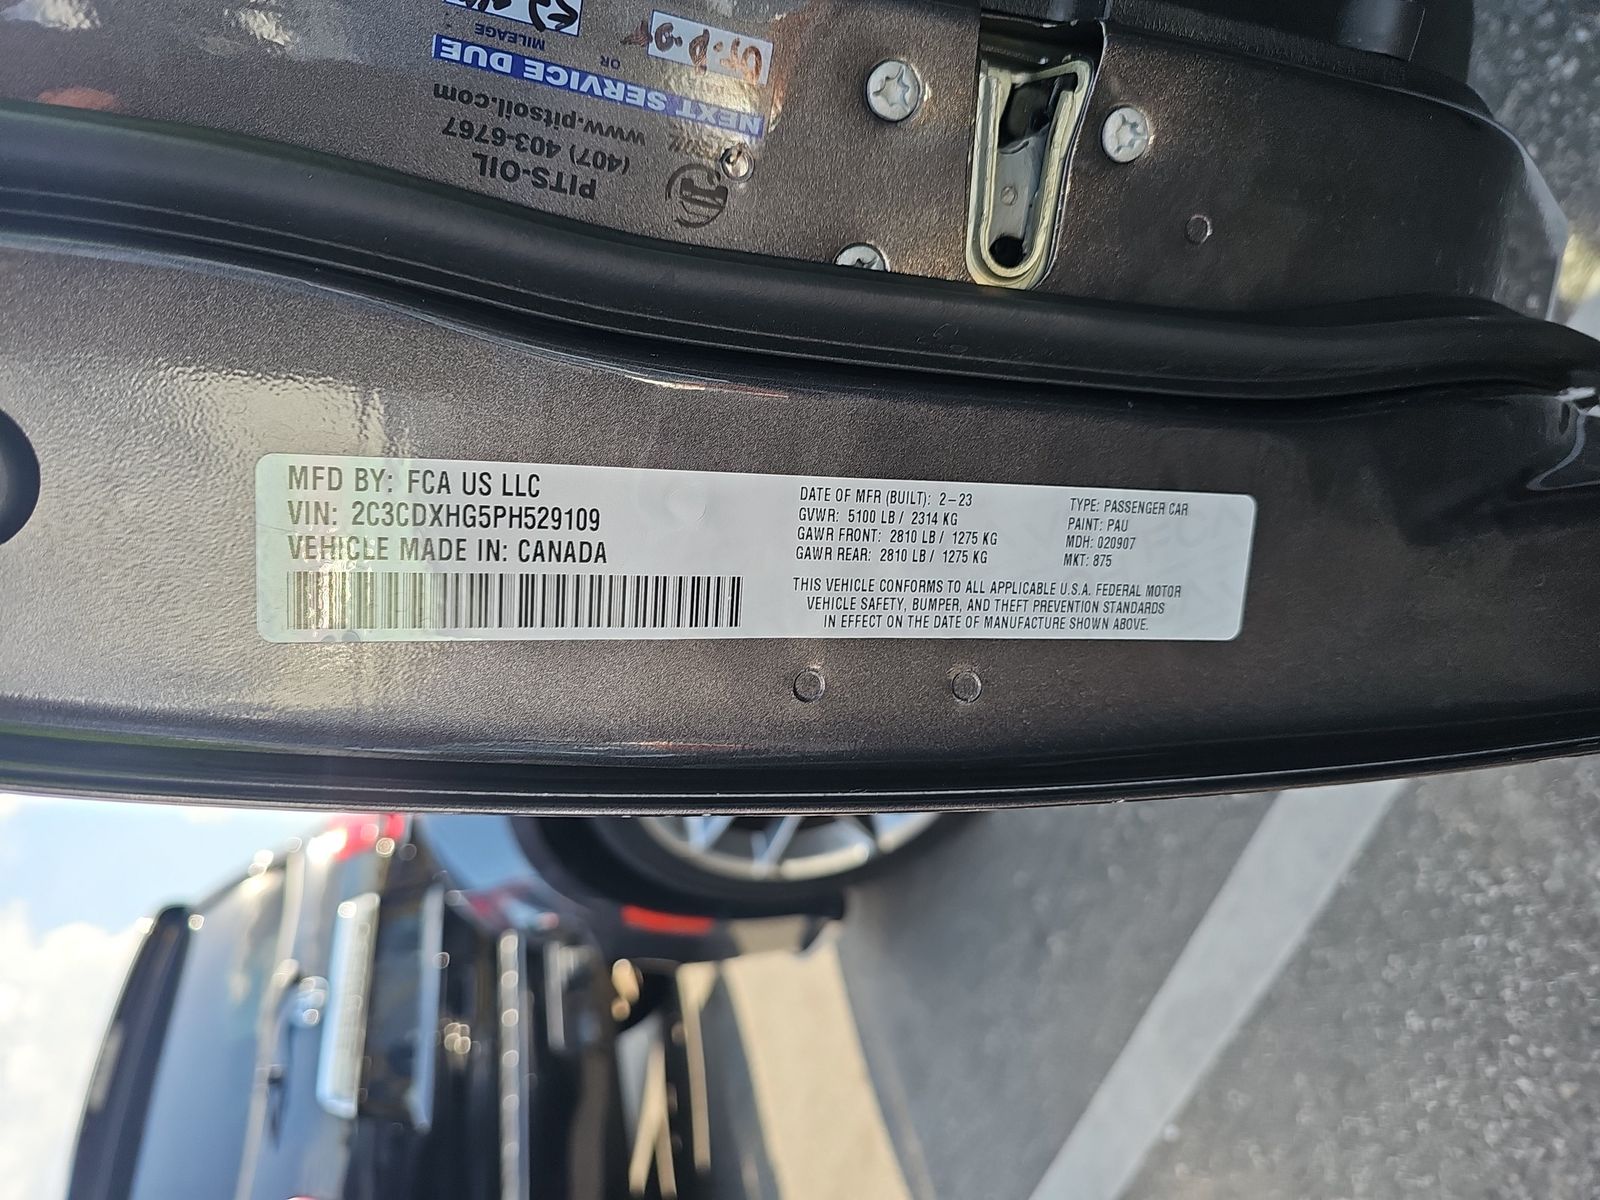 PITS-OIL
(407) 403-6767
www.pitsoil.com
NEXT SERVICE DUE
OR
MILEAGE
MFD BY: FCA US LLC
VIN: 2C3CDXHG5PH529109
VEHICLE MADE IN: CANADA
DATE OF MFR (BUILT): 2-23
GVWR: 5100 LB / 2314 KG
GAWR FRONT: 2810 LB / 1275 KG
GAWR REAR: 2810 LB / 1275 KG
TYPE: PASSENGER CAR
PAINT: PAU
MDH: 020907
MKT: 875
THIS VEHICLE CONFORMS TO ALL APPLICABLE U.S.A. FEDERAL MOTOR
VEHICLE SAFETY, BUMPER, AND THEFT PREVENTION STANDARDS
IN EFFECT ON THE DATE OF MANUFACTURE SHOWN ABOVE.